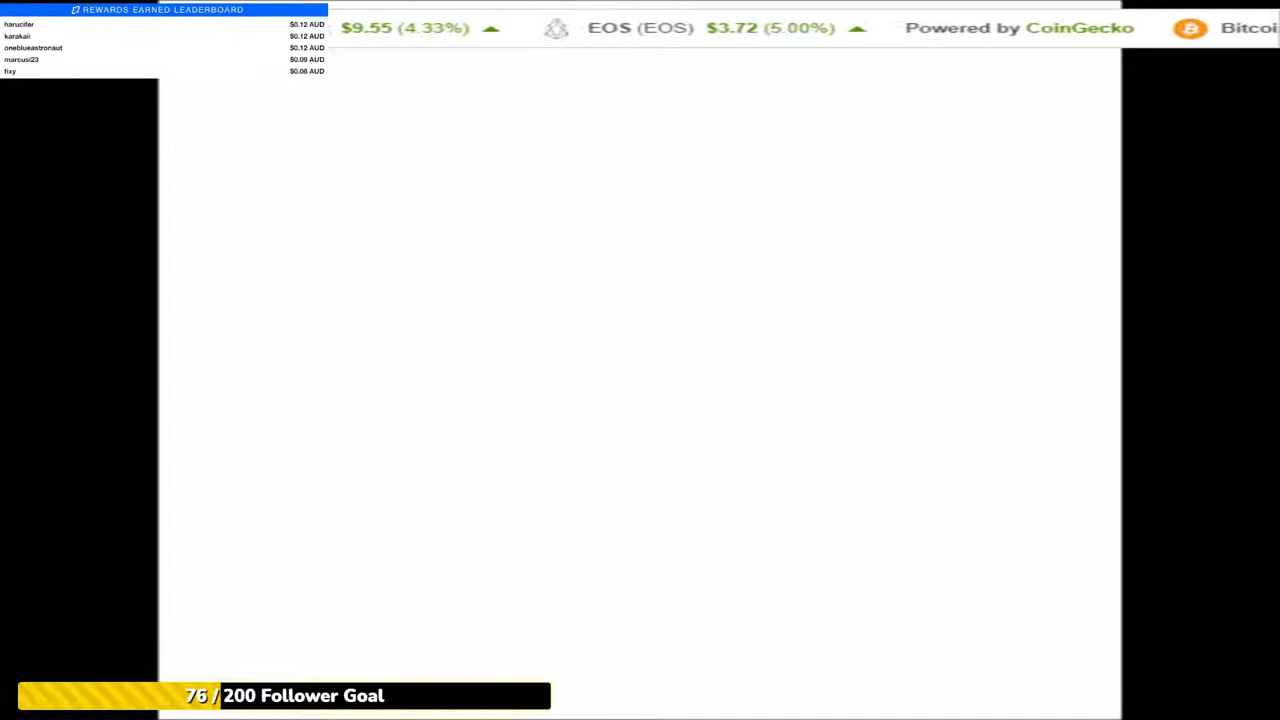 REWARDS EARNED LEADERBOARD
harucifer $0.12 AUD
karakaii $0.12 AUD
oneblueastronaut $0.12 AUD
marcusi23 $0.09 AUD
fixy $0.08 AUD
$9.55 (4.33%) EOS (EOS) $3.72 (5.00%) Powered by CoinGecko Bitcoi
76 / 200 Follower Goal